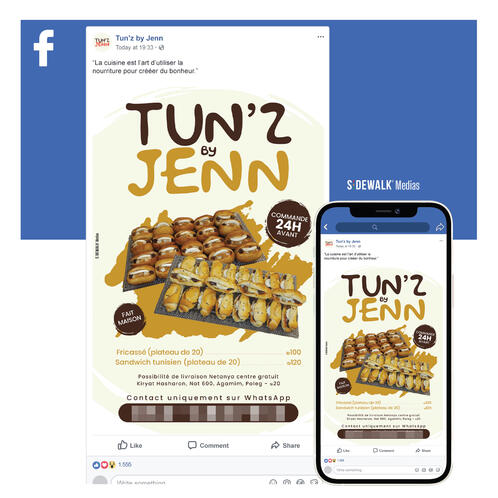 Tun'z by Jenn
Today at 19:33
"La cuisine est l'art d'utiliser la
nourriture pour créeer du bonheur."
TUN'Z
BY
JENN
COMMANDE
24H
AVANT
FAIT
MAISON
S:DEWALK Medias
Fricassé (plateau de 20) ₪100
Sandwich tunisien (plateau de 20) ₪120
Possibilité de livraison Netanya centre gratuit
Kiryat Hasharon, Nat 600, Agamim, Poleg - ₪20
Contact uniquement sur WhatsApp
Like Comment Share
1.555
Write something
S:DEWALK Medias
Tun'z by Jenn
Today at 19:33
"La cuisine est l'art d'utiliser la
nourriture pour créeer du bonheur."
TUN'Z
BY
JENN
COMMANDE
24H
AVANT
FAIT
MAISON
Fricassé (plateau de 20) ₪100
Sandwich tunisien (plateau de 20) ₪120
Possibilité de livraison Netanya centre gratuit
Kiryat Hasharon, Nat 600, Agamim, Poleg - ₪20
Contact uniquement sur WhatsApp
Like Comment Share
1.555
Write something